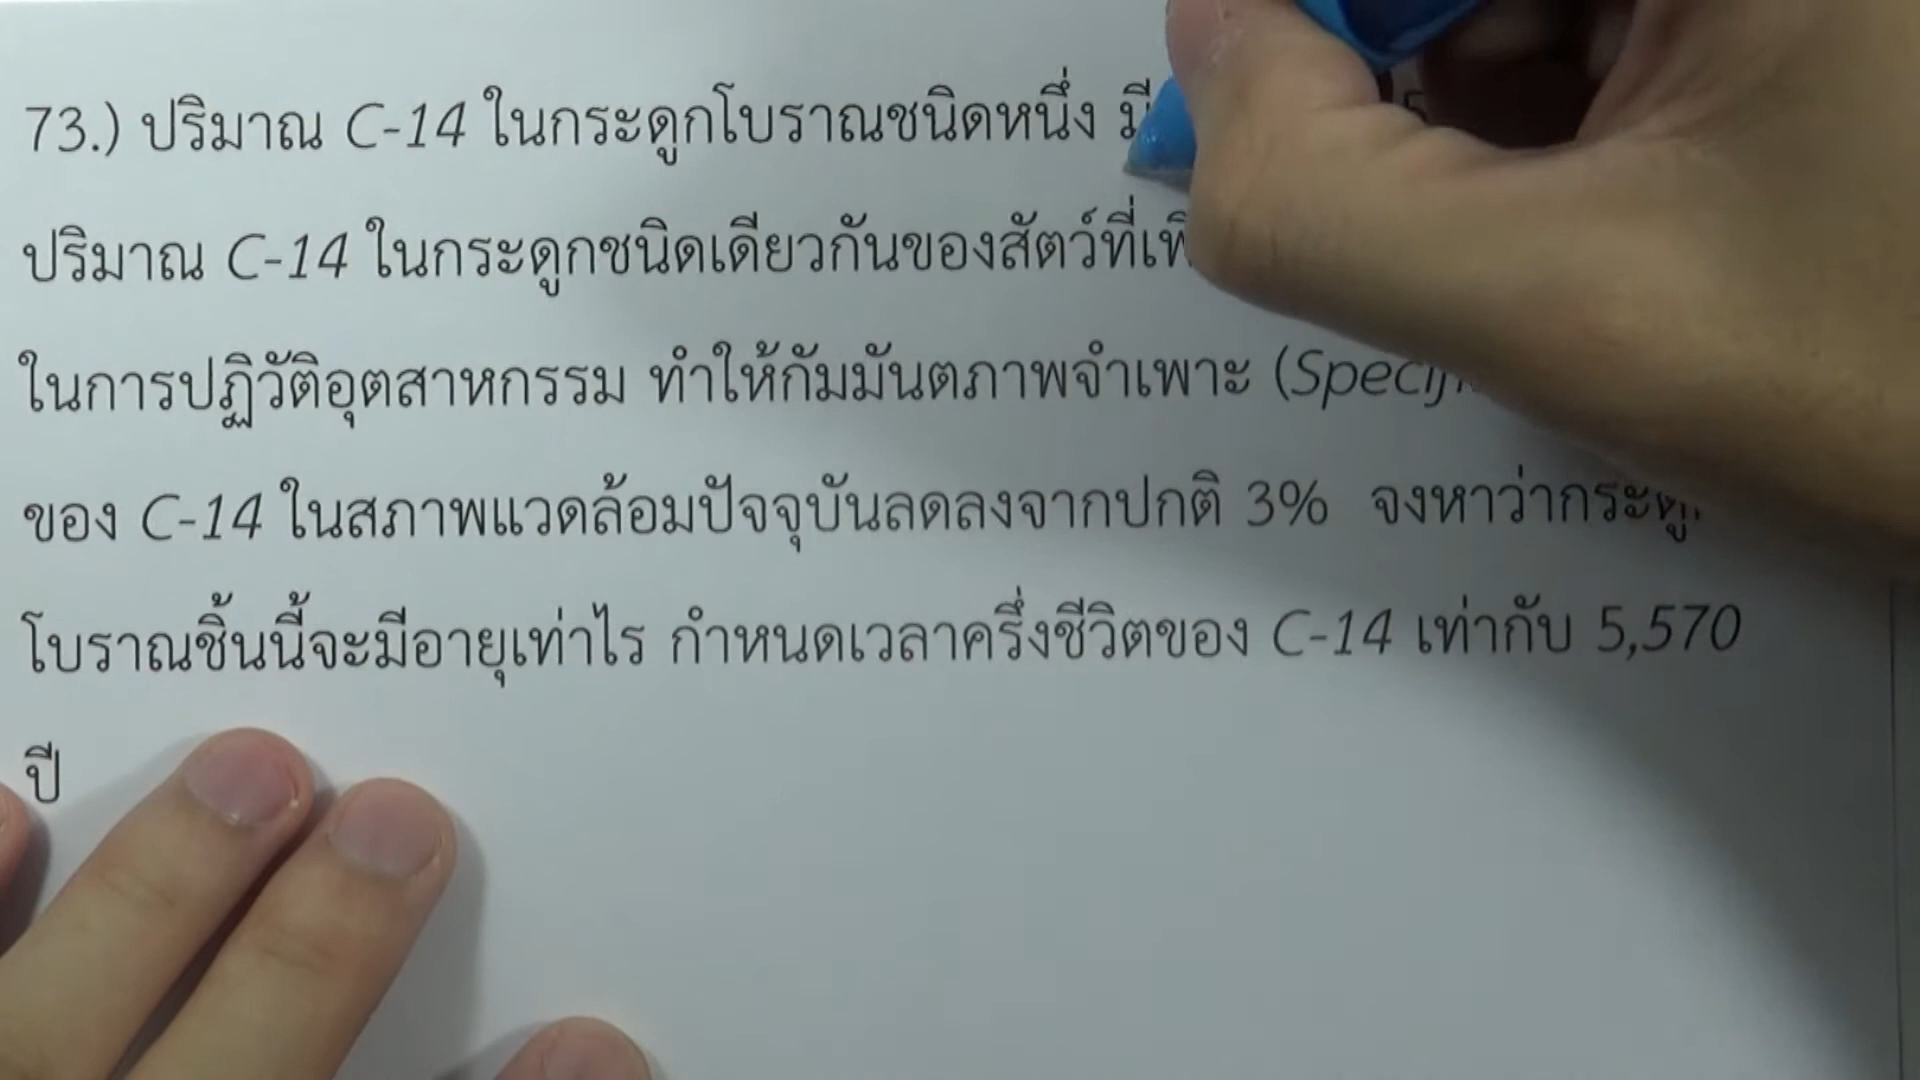 73.) ปริมาณ C-14 ในกระดูกโบราณชนิดหนึ่ง มี
ปริมาณ C-14 ในกระดูกชนิดเดียวกันของสัตว์ที่
ในการปฏิวัติอุตสาหกรรม ทำให้กัมมันตภาพจำเพาะ
ของ C-14 ในสภาพแวดล้อมปัจจุบันลดลงจากปกติ 3% จงหาว่า
โบราณชิ้นนี้จะมีอายุเท่าไร กำหนดเวลาครึ่งชีวิตของ C-14 เท่ากับ 5,570
ปี